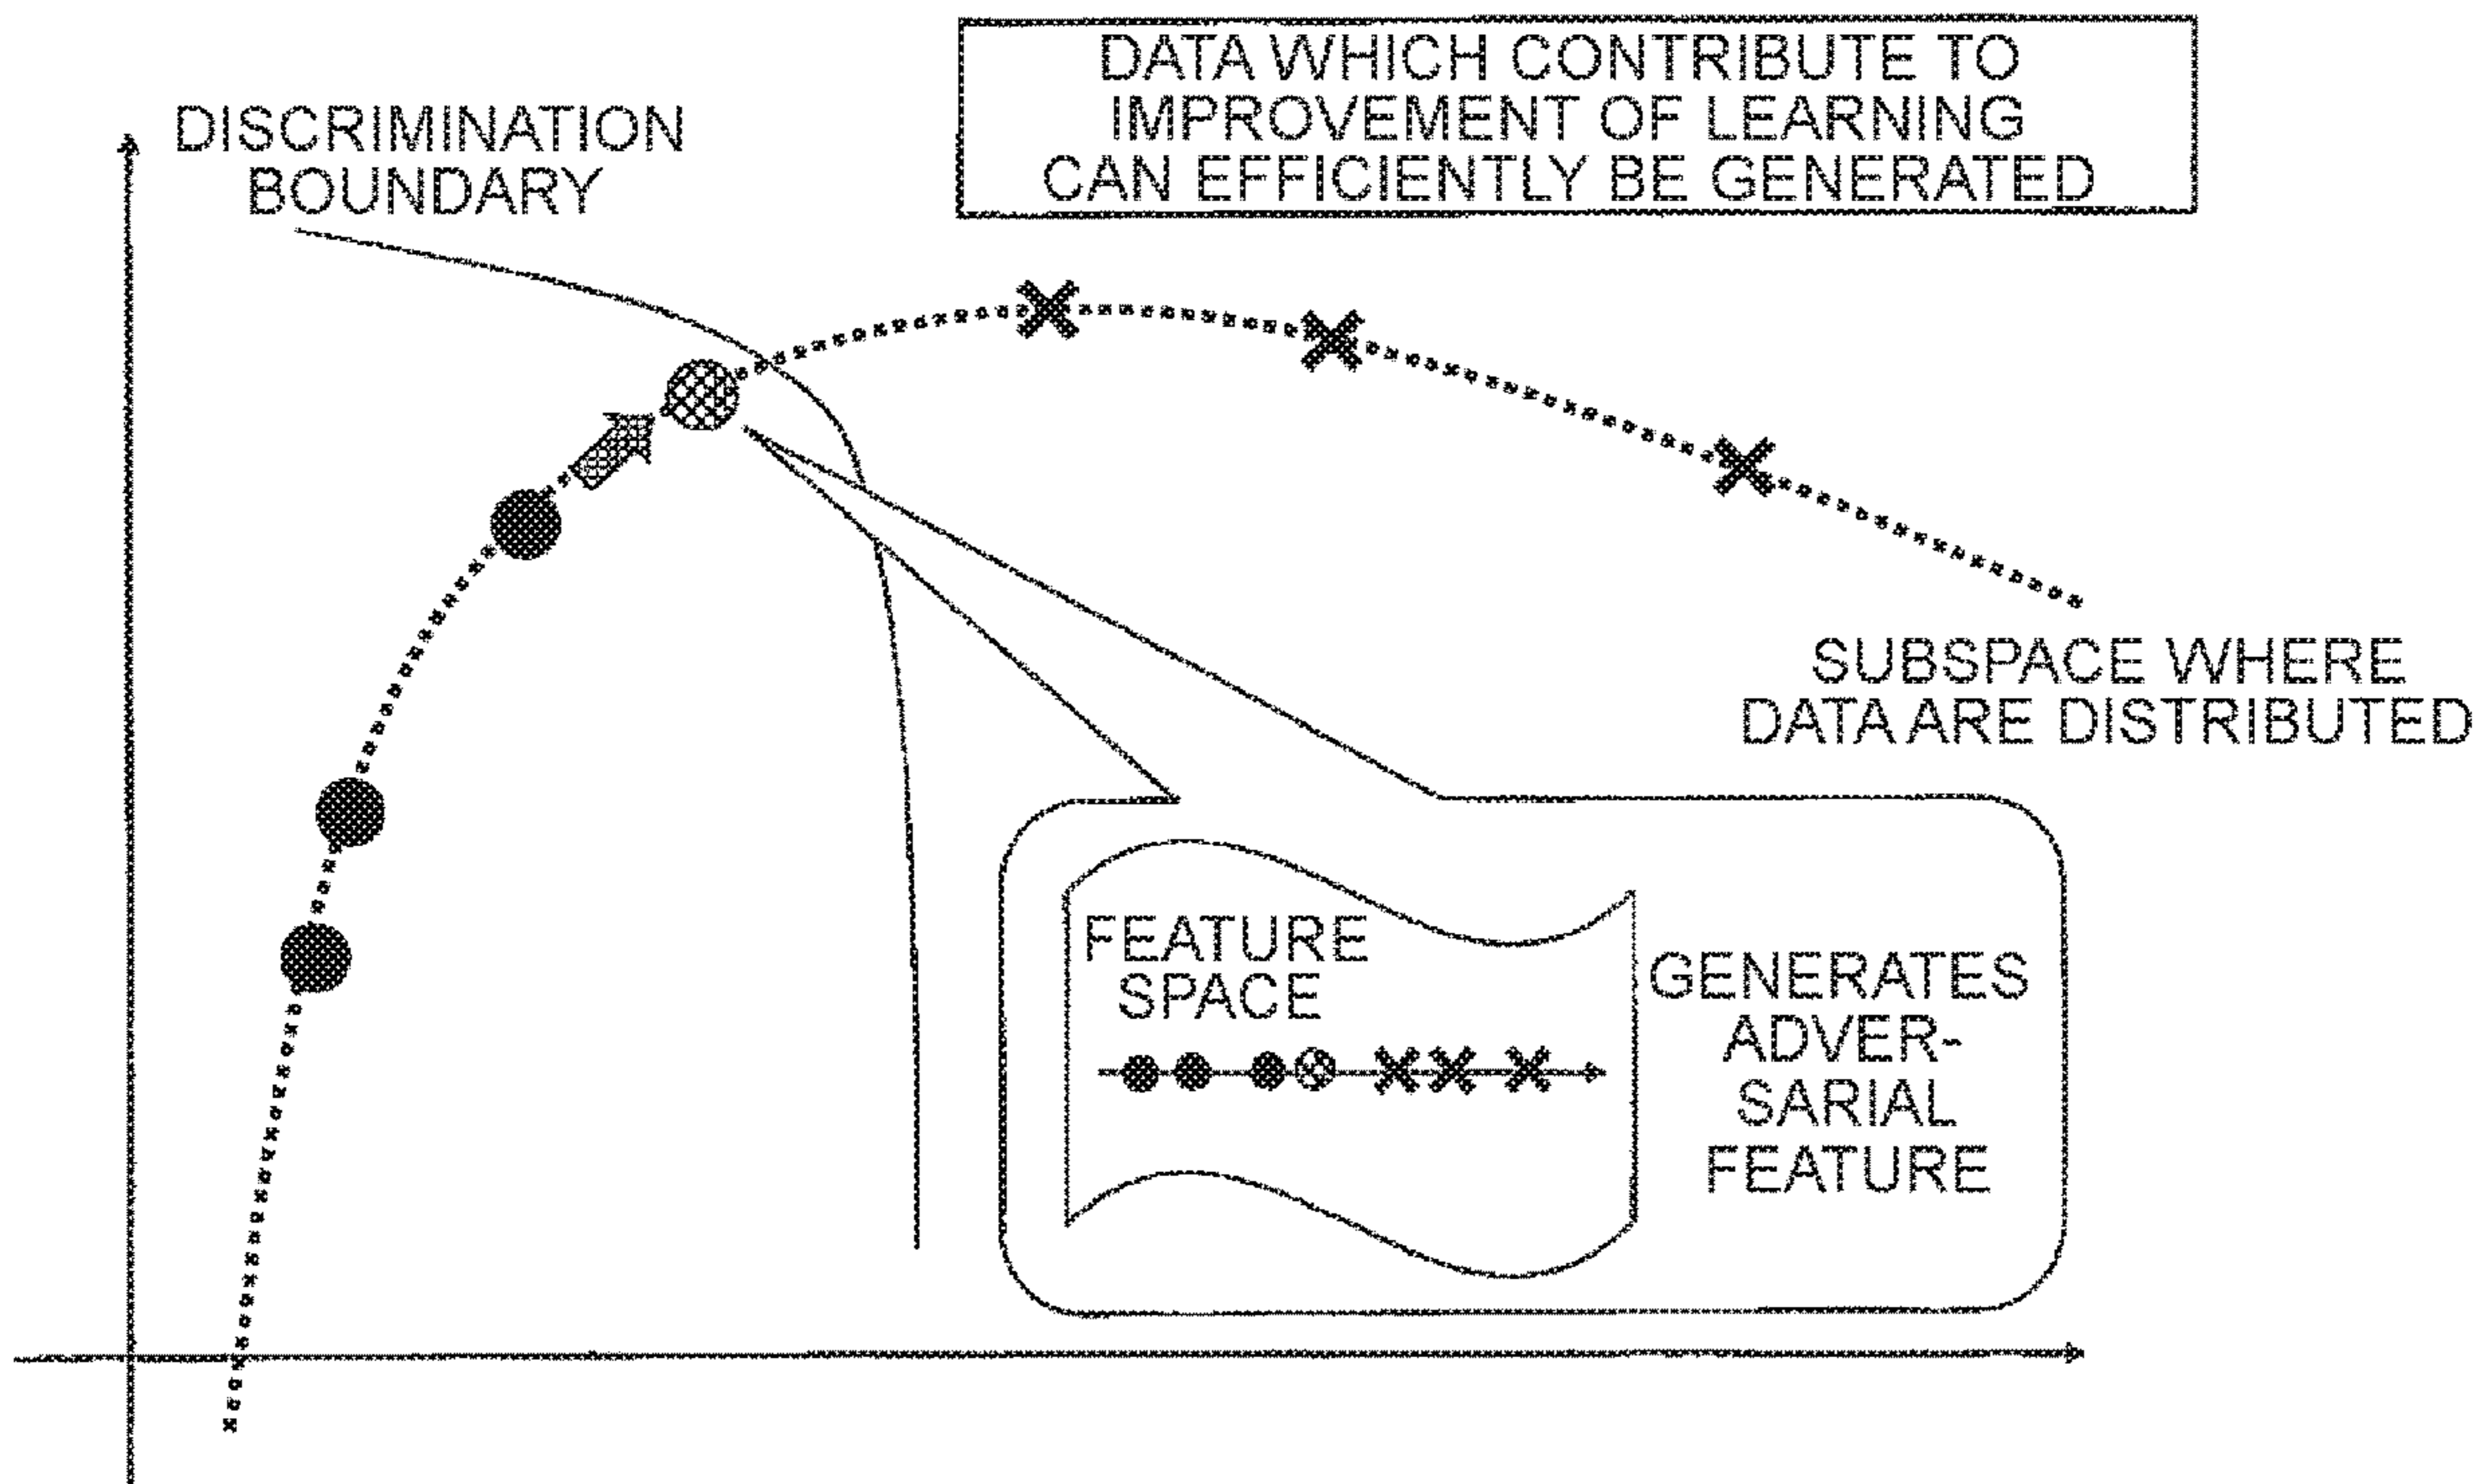 DATA WHICH CONTRIBUTE TO
IMPROVEMENT OF LEARNING
CAN EFFICIENTLY BE GENERATED
DISCRIMINATION
BOUNDARY
SUBSPACE WHERE
DATA ARE DISTRIBUTED
FEATURE
SPACE
GENERATES
ADVER-
SARIAL
FEATURE